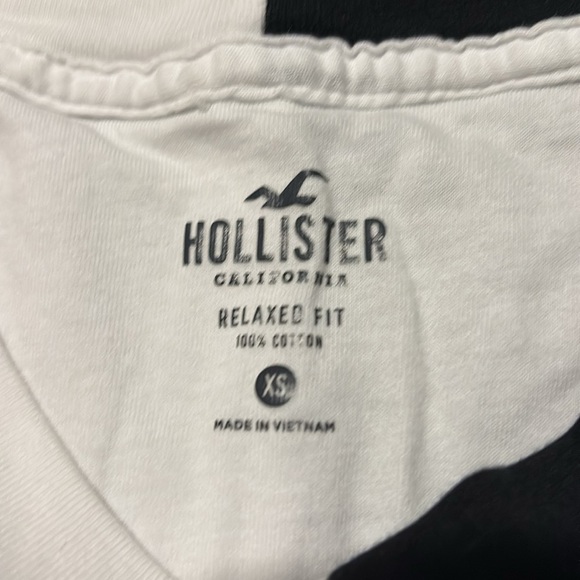 HOLLISTER
CALIFORNIA
RELAXED FIT
100% COTTON
XS
MADE IN VIETNAM